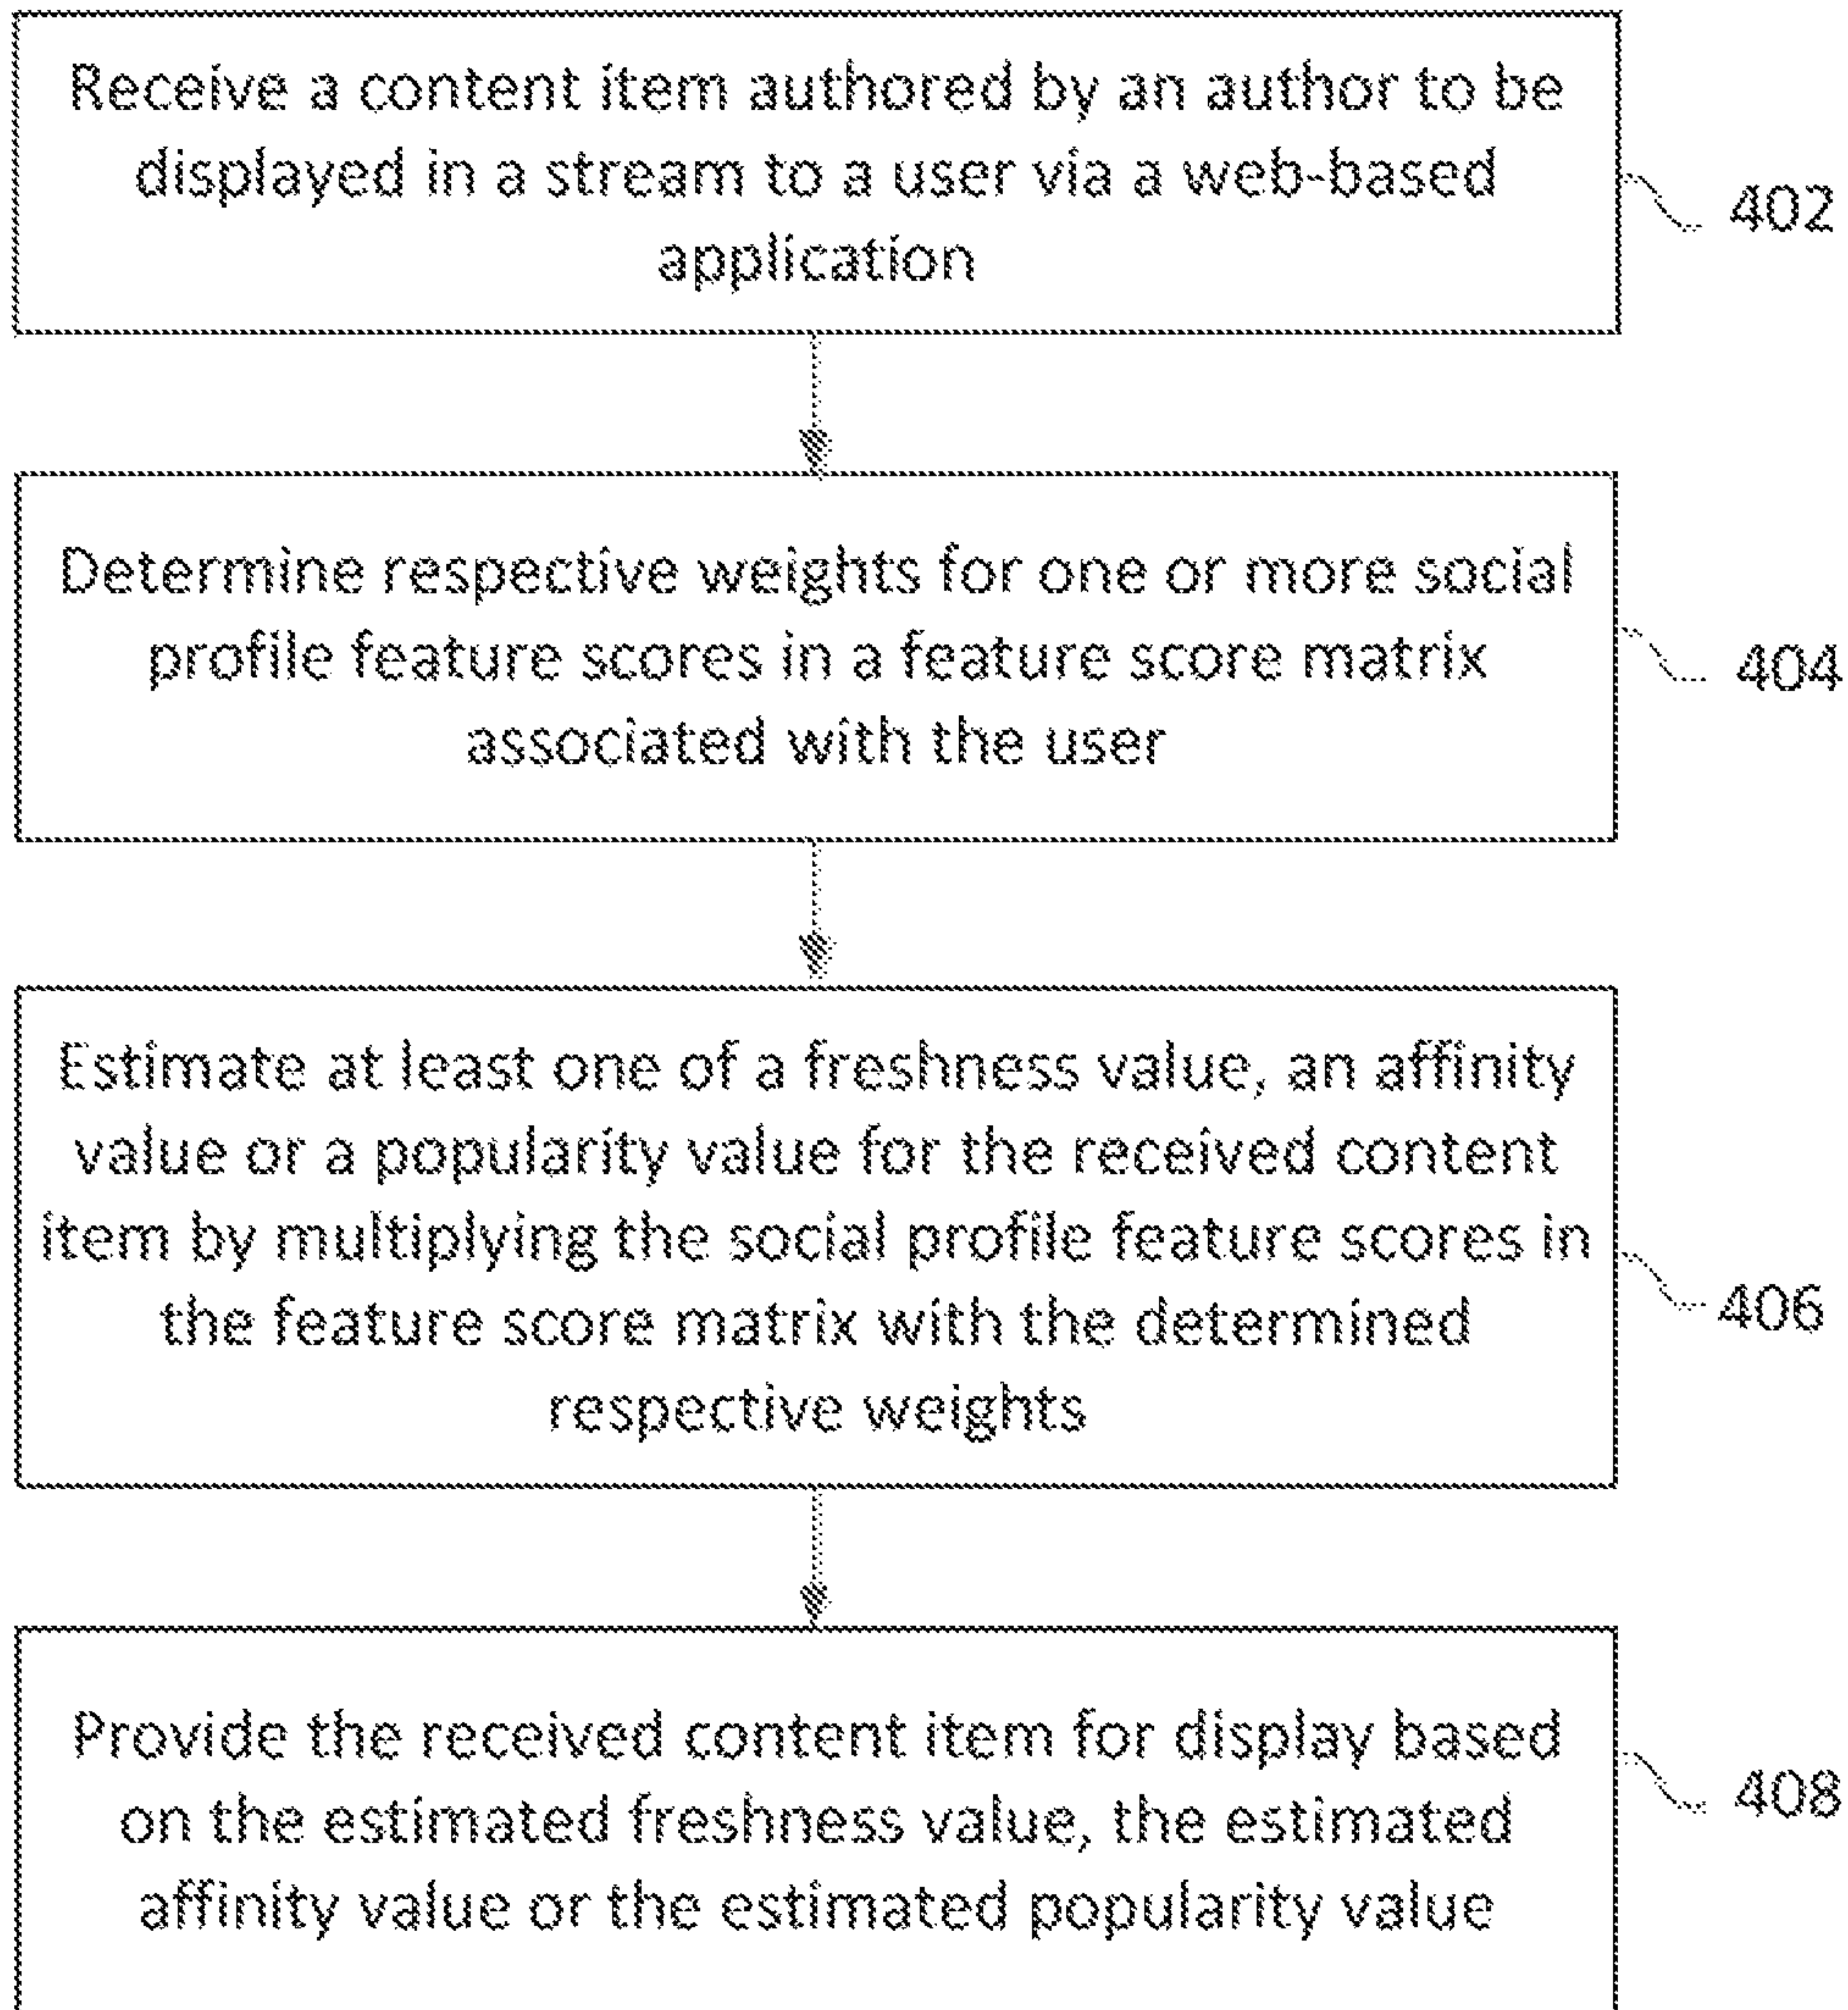 Receive a content item authored by an author to be
displayed in a stream to a user via a web-based
application
402
Determine respective weights for one or more social
profile feature scores in a feature score matrix
associated with the user
404
Estimate at least one of a freshness value, an affinity
value or a popularity value for the received content
item by multiplying the social profile feature scores in
the feature score matrix with the determined
respective weights
406
Provide the received content item for display based
on the estimated freshness value, the estimated
affinity value or the estimated popularity value
408